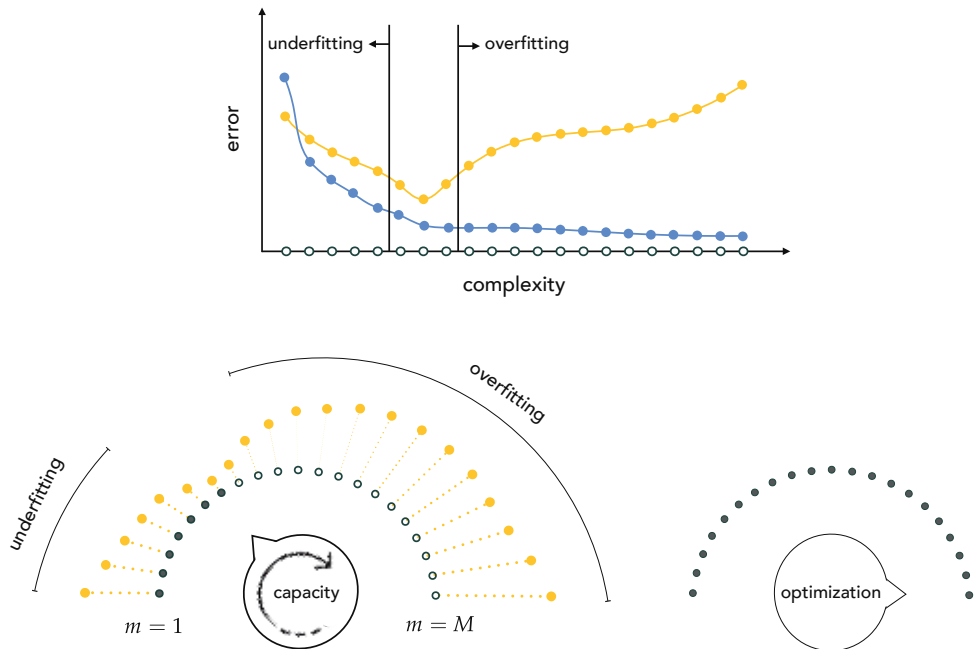 underfitting
overfitting
error
complexity
underfitting
overfitting
capacity
optimization
m = 1
m = M